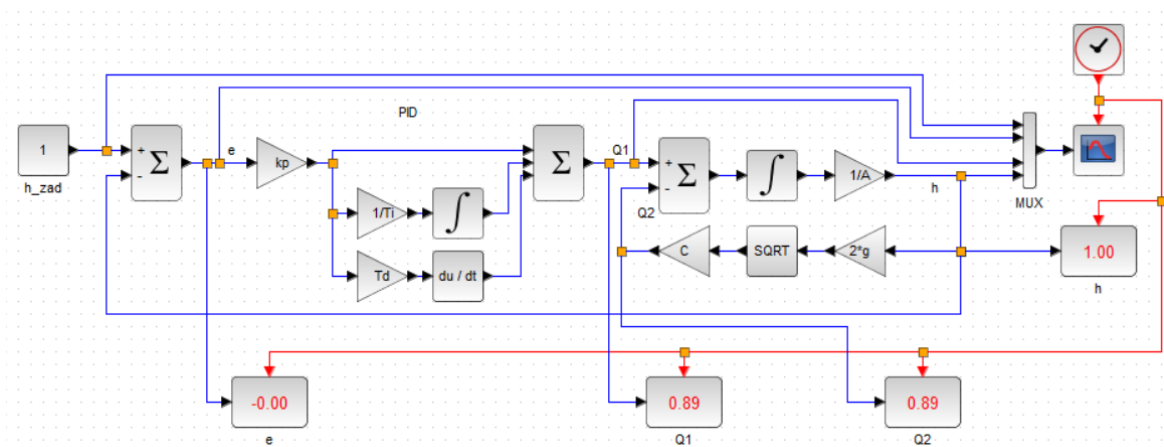 PID
1
h_zad
+
-
Σ
e
kp
1/Ti
∫
Td
du / dt
Σ
Q1
+
-
Σ
Q2
∫
1/A
h
MUX
C
SQRT
2*g
1.00
h
-0.00
e
0.89
Q1
0.89
Q2